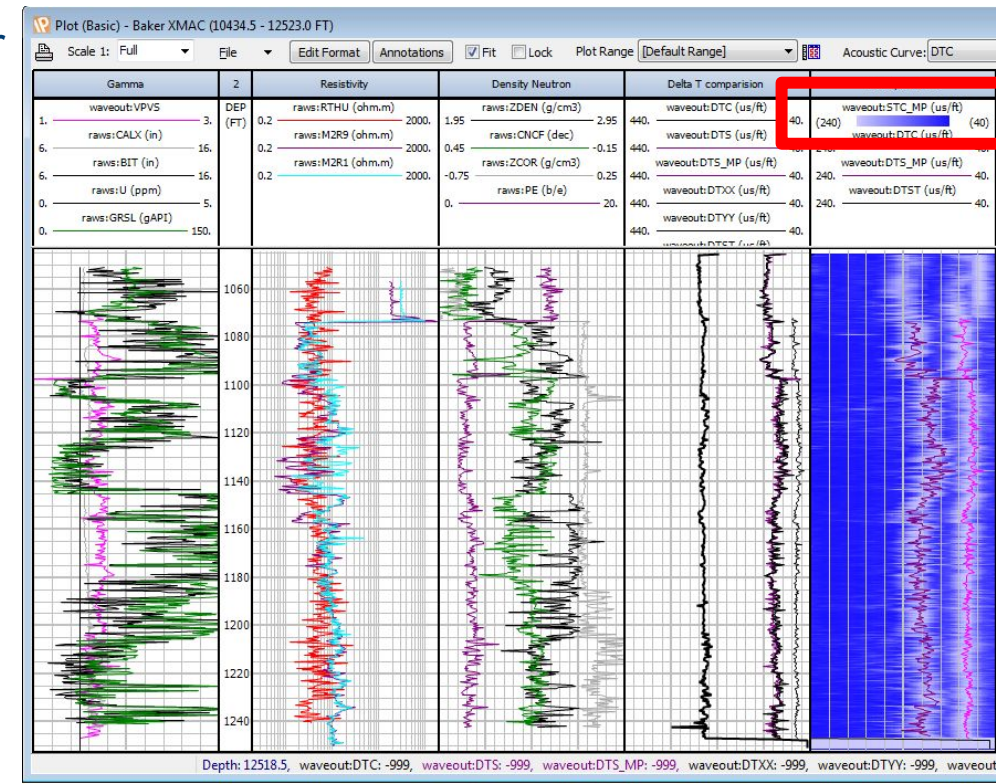 Plot (Basic) - Baker XMAC (10434.5 - 12523.0 FT)
Scale 1: Full File Edit Format Annotations Fit Lock Plot Range [Default Range] Acoustic Curve: DTC
Gamma 2 Resistivity Density Neutron Delta T comparision
waveout:VPVS DEP raws:RTHU (ohm.m) raws:ZDEN (g/cm3) waveout:DTC (us/ft) waveout:STC_MP (us/ft)
1. 3. (FT) 0.2 2000. 1.95 2.95 440. 40. (240) (40)
raws:CALX (in) raws:M2R9 (ohm.m) raws:CNCF (dec) waveout:DTS (us/ft) waveout:DTC (us/ft)
6. 16. 0.2 2000. 0.45 -0.15 440. 40. 240. 40.
raws:BIT (in) raws:M2R1 (ohm.m) raws:ZCOR (g/cm3) waveout:DTS_MP (us/ft) waveout:DTS_MP (us/ft)
6. 16. 0.2 2000. -0.75 0.25 440. 40. 240. 40.
raws:U (ppm) raws:PE (b/e) waveout:DTXX (us/ft) waveout:DTST (us/ft)
0. 5. 0. 20. 440. 40. 240. 40.
raws:GRSL (gAPI) waveout:DTYY (us/ft)
0. 150. 440. 40.
waveout:DTST (us/ft)
1060
1080
1100
1120
1140
1160
1180
1200
1220
1240
Depth: 12518.5, waveout:DTC: -999, waveout:DTS: -999, waveout:DTS_MP: -999, waveout:DTXX: -999, waveout:DTYY: -999, waveout